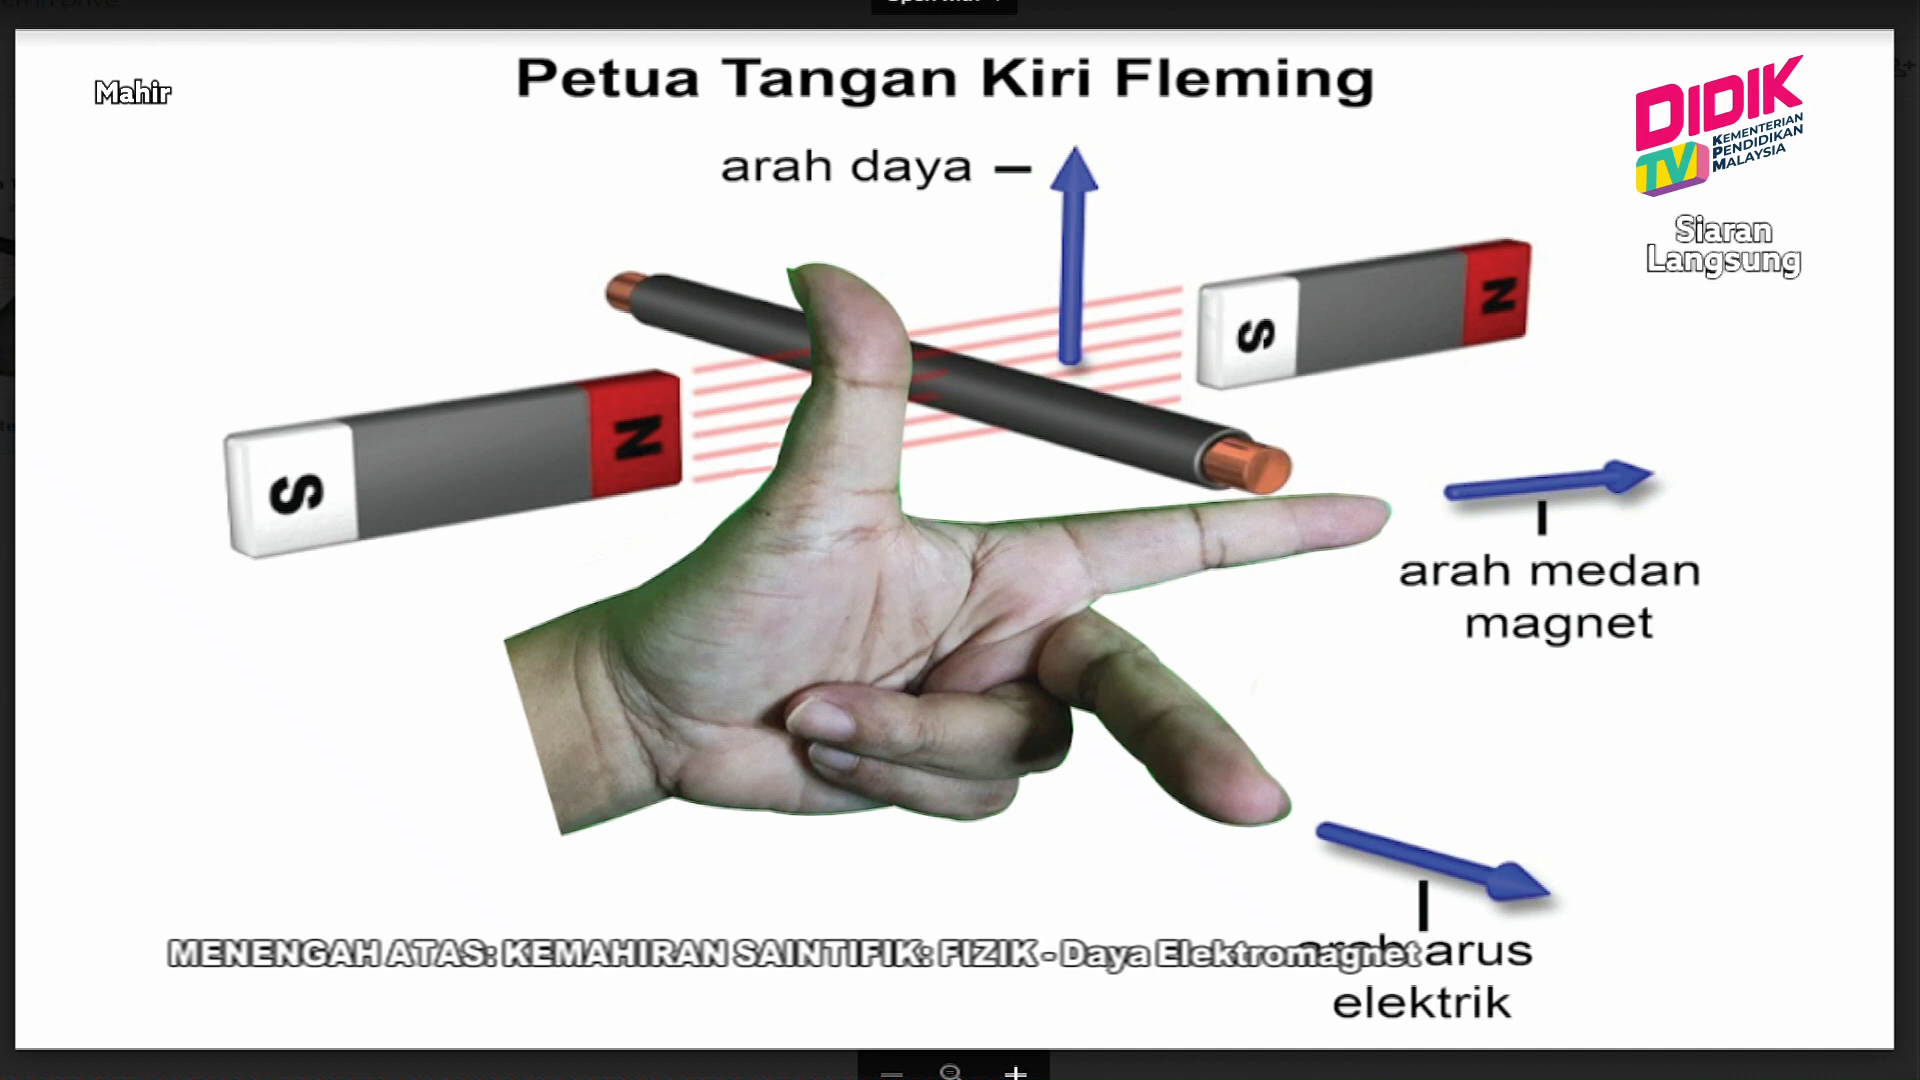 Mahir
Petua Tangan Kiri Fleming
DIDIK
TV
KEMENTERIAN
PENDIDIKAN
MALAYSIA
Siaran
Langsung
arah daya
S
N
S
N
arah medan
magnet
MENENGAH ATAS: KEMAHIRAN SAINTIFIK: FIZIK - Daya Elektromagnet
arah arus
elektrik